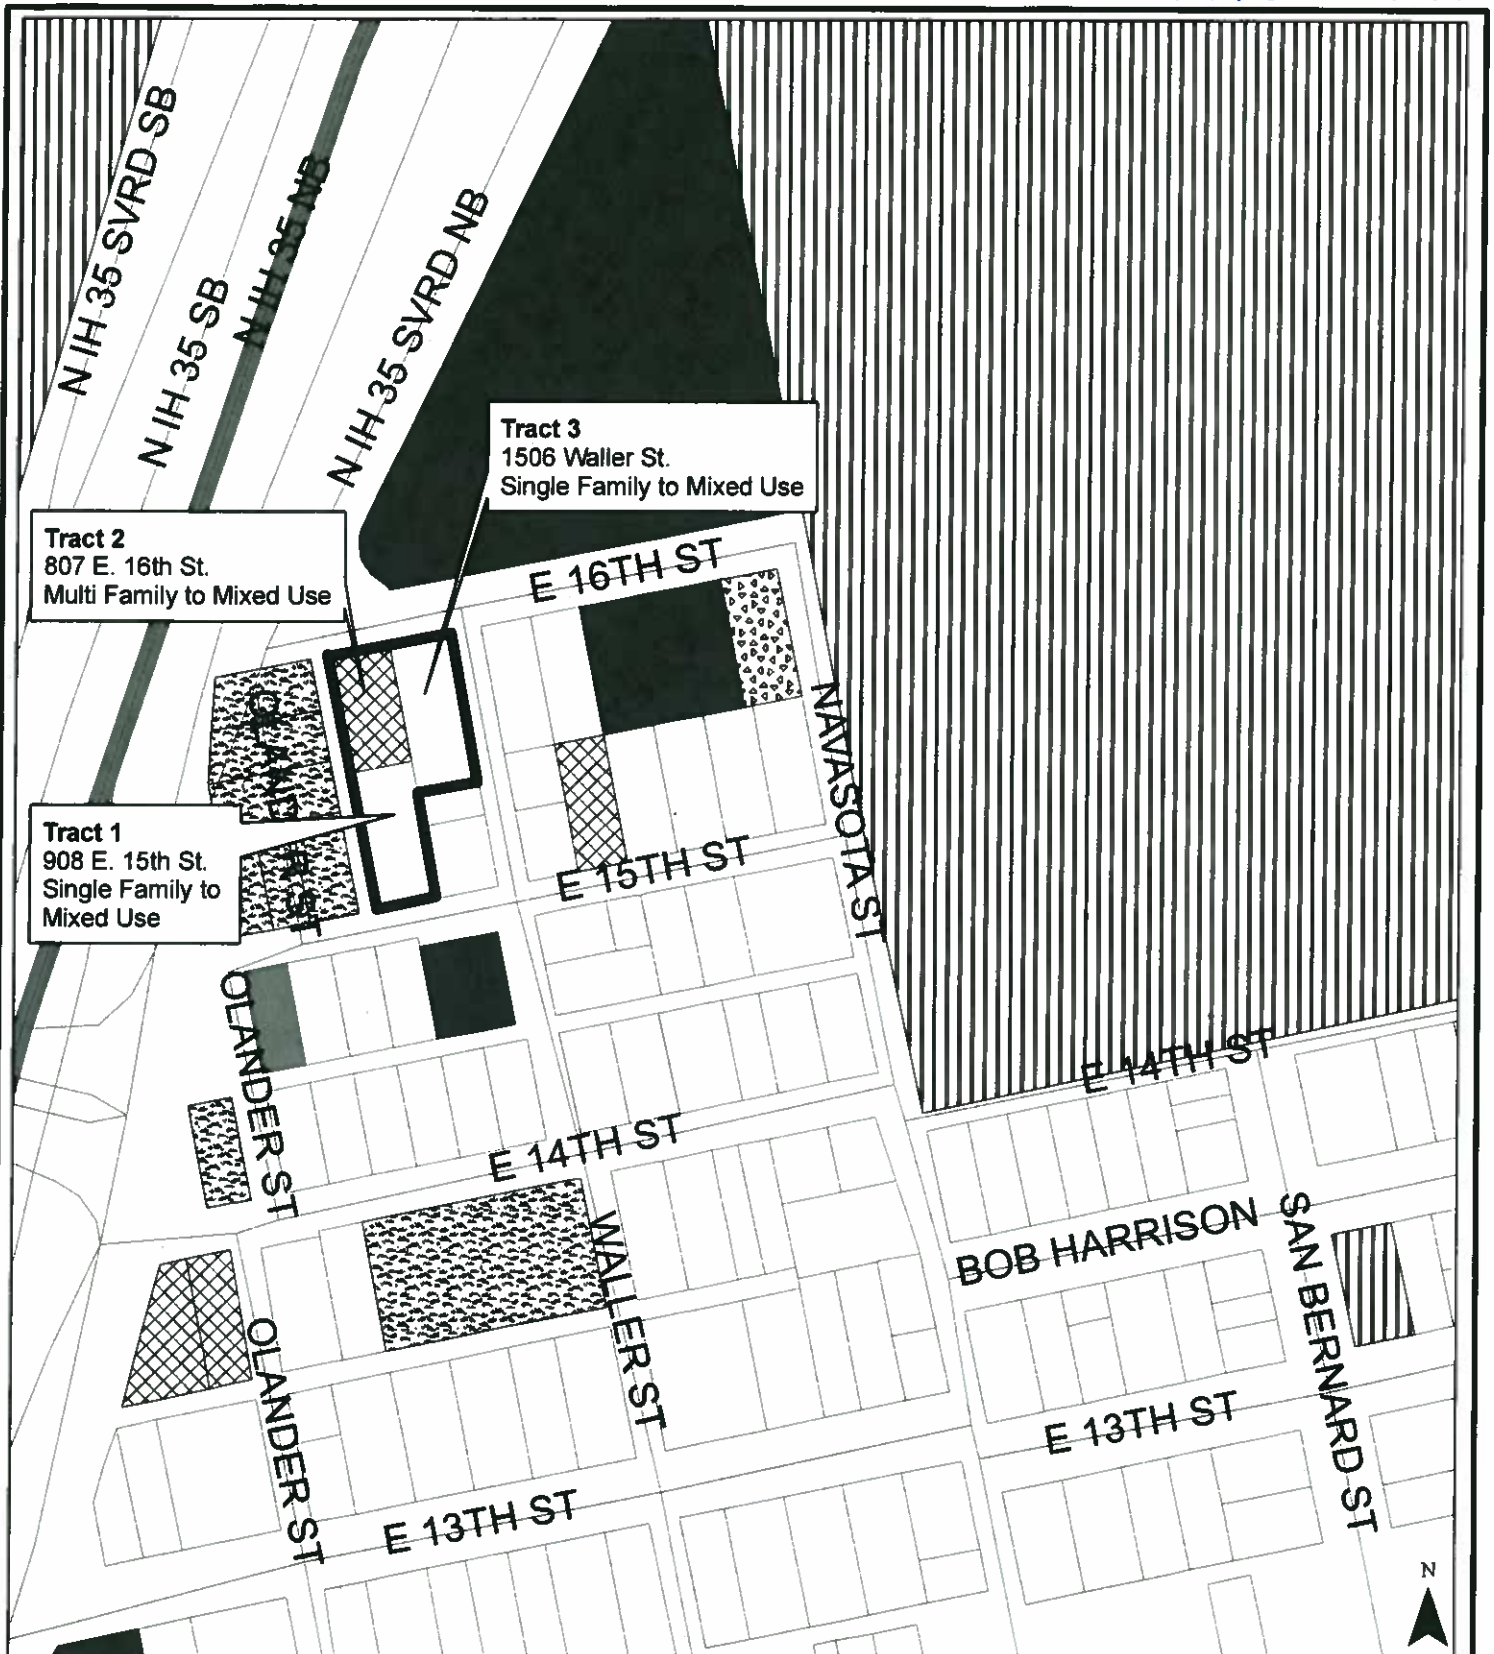 N IH 35 SVRD SB
N IH 35 SB
N IH 35 NB
N IH 35 SVRD NB
Tract 3
1506 Waller St.
Single Family to Mixed Use
Tract 2
807 E. 16th St.
Multi Family to Mixed Use
E 16TH ST
OLANDER ST
NAVASOTA ST
Tract 1
908 E. 15th St.
Single Family to
Mixed Use
E 15TH ST
OLANDER ST
E 14TH ST
E 14TH ST
WALLER ST
BOB HARRISON
SAN BERNARD ST
OLANDER ST
E 13TH ST
E 13TH ST
N